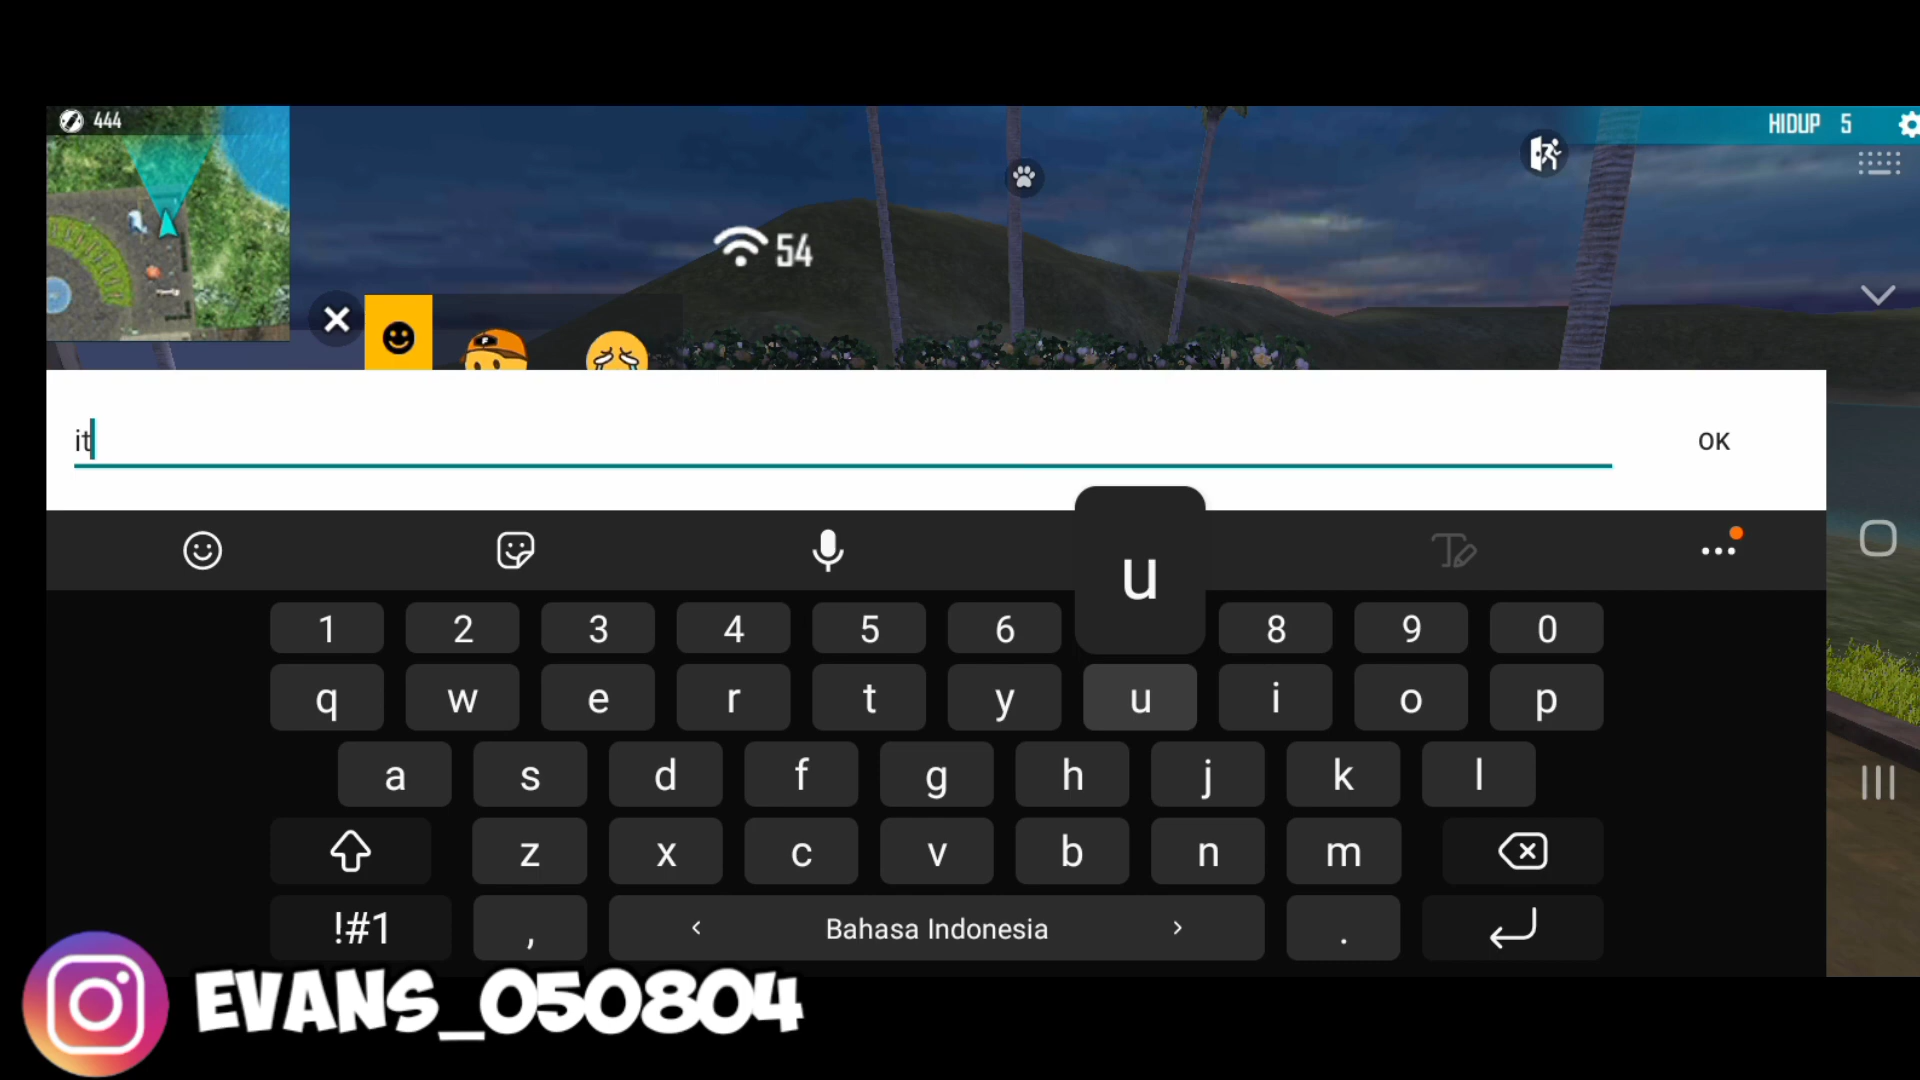 444
HIDUP 5
54
it
OK
u
1 2 3 4 5 6 8 9 0
q w e r t y u i o p
a s d f g h j k l
z x c v b n m
!#1 , < Bahasa Indonesia > .
EVANS_050804